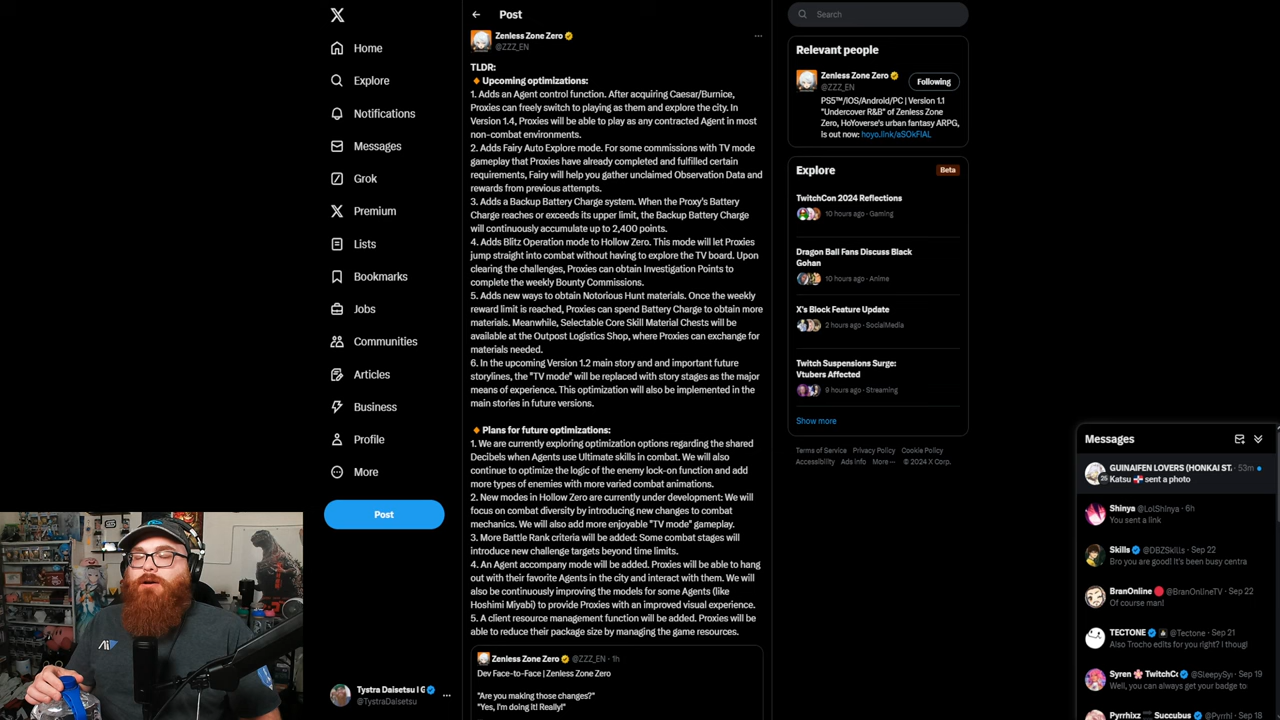 Home
Explore
Notifications
Messages
Grok
Premium
Lists
Bookmarks
Jobs
Communities
Articles
Business
Profile
More
Post
Tystra Daisetsu I G
@TystraDaisetsu
Post
Zenless Zone Zero
@ZZZ_EN
TLDR:
🔸Upcoming optimizations:
1. Adds an Agent control function. After acquiring Caesar/Burnice,
Proxies can freely switch to playing as them and explore the city. In
Version 1.4, Proxies will be able to play as any contracted Agent in most
non-combat environments.
2. Adds Fairy Auto Explore mode. For some commissions with TV mode
gameplay that Proxies have already completed and fulfilled certain
requirements, Fairy will help you gather unclaimed Observation Data and
rewards from previous attempts.
3. Adds a Backup Battery Charge system. When the Proxy's Battery
Charge reaches or exceeds its upper limit, the Backup Battery Charge
will continuously accumulate up to 2,400 points.
4. Adds Blitz Operation mode to Hollow Zero. This mode will let Proxies
jump straight into combat without having to explore the TV board. Upon
clearing the challenges, Proxies can obtain Investigation Points to
complete the weekly Bounty Commissions.
5. Adds new ways to obtain Notorious Hunt materials. Once the weekly
reward limit is reached, Proxies can spend Battery Charge to obtain more
materials. Meanwhile, Selectable Core Skill Material Chests will be
available at the Outpost Logistics Shop, where Proxies can exchange for
materials needed.
6. In the upcoming Version 1.2 main story and and important future
storylines, the "TV mode" will be replaced with story stages as the major
means of experience. This optimization will also be implemented in the
main stories in future versions.
🔸Plans for future optimizations:
1. We are currently exploring optimization options regarding the shared
Decibels when Agents use Ultimate skills in combat. We will also
continue to optimize the logic of the enemy lock-on function and add
more types of enemies with more varied combat animations.
2. New modes in Hollow Zero are currently under development: We will
focus on combat diversity by introducing new changes to combat
mechanics. We will also add more enjoyable "TV mode" gameplay.
3. More Battle Rank criteria will be added: Some combat stages will
introduce new challenge targets beyond time limits.
4. An Agent accompany mode will be added. Proxies will be able to hang
out with their favorite Agents in the city and interact with them. We will
also be continuously improving the models for some Agents (like
Hoshimi Miyabi) to provide Proxies with an improved visual experience.
5. A client resource management function will be added. Proxies will be
able to reduce their package size by managing the game resources.
Zenless Zone Zero @ZZZ_EN · 1h
Dev Face-to-Face | Zenless Zone Zero
"Are you making those changes?"
"Yes, I'm doing it! Really!"
Search
Relevant people
Zenless Zone Zero
@ZZZ_EN
Following
PS5™/iOS/Android/PC | Version 1.1
"Undercover R&B" of Zenless Zone
Zero, HoYoverse's urban fantasy ARPG,
is out now: hoyo.link/aSOkFIAL
Explore
Beta
TwitchCon 2024 Reflections
10 hours ago · Gaming
Dragon Ball Fans Discuss Black
Gohan
10 hours ago · Anime
X's Block Feature Update
2 hours ago · SocialMedia
Twitch Suspensions Surge:
Vtubers Affected
9 hours ago · Streaming
Show more
Terms of Service Privacy Policy Cookie Policy
Accessibility Ads info More ··· © 2024 X Corp.
Messages
GUINAIFEN LOVERS (HONKAI ST. · 53m
Katsu 🇩🇴 sent a photo
Shinya @LolShinya · 6h
You sent a link
Skills @DBZSkills · Sep 22
Bro you are good! It's been busy centra
BranOnline @BranOnlineTV · Sep 22
Of course man!
TECTONE @Tectone · Sep 21
Also Trocho edits for you right? I thougl
Syren TwitchCo @SleepySyr · Sep 19
Well, you can always get your badge to
Pyrrhixz Succubus @Pyrrhl · Sep 18